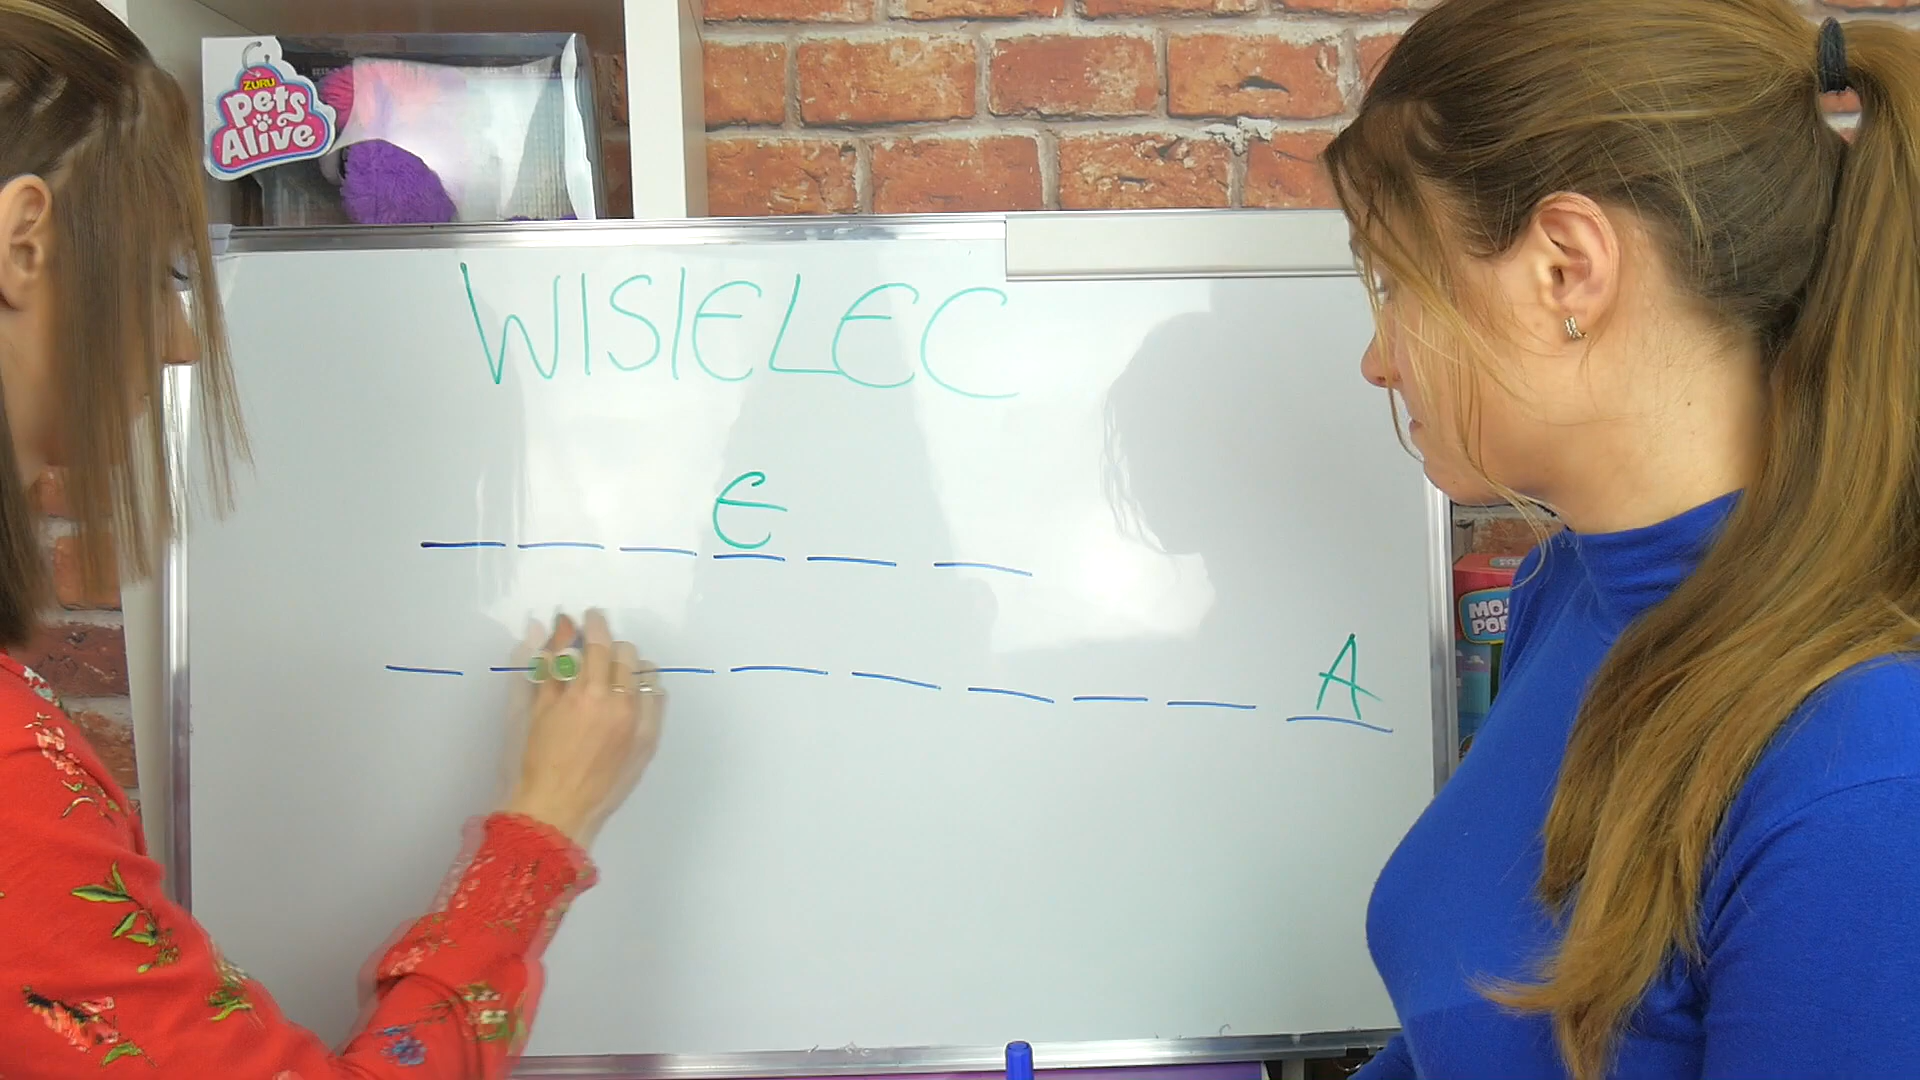 ZURU
Pets
Alive
WISIELEC
_ _ _ E _ _
_ _ _ _ _ _ _ _ A